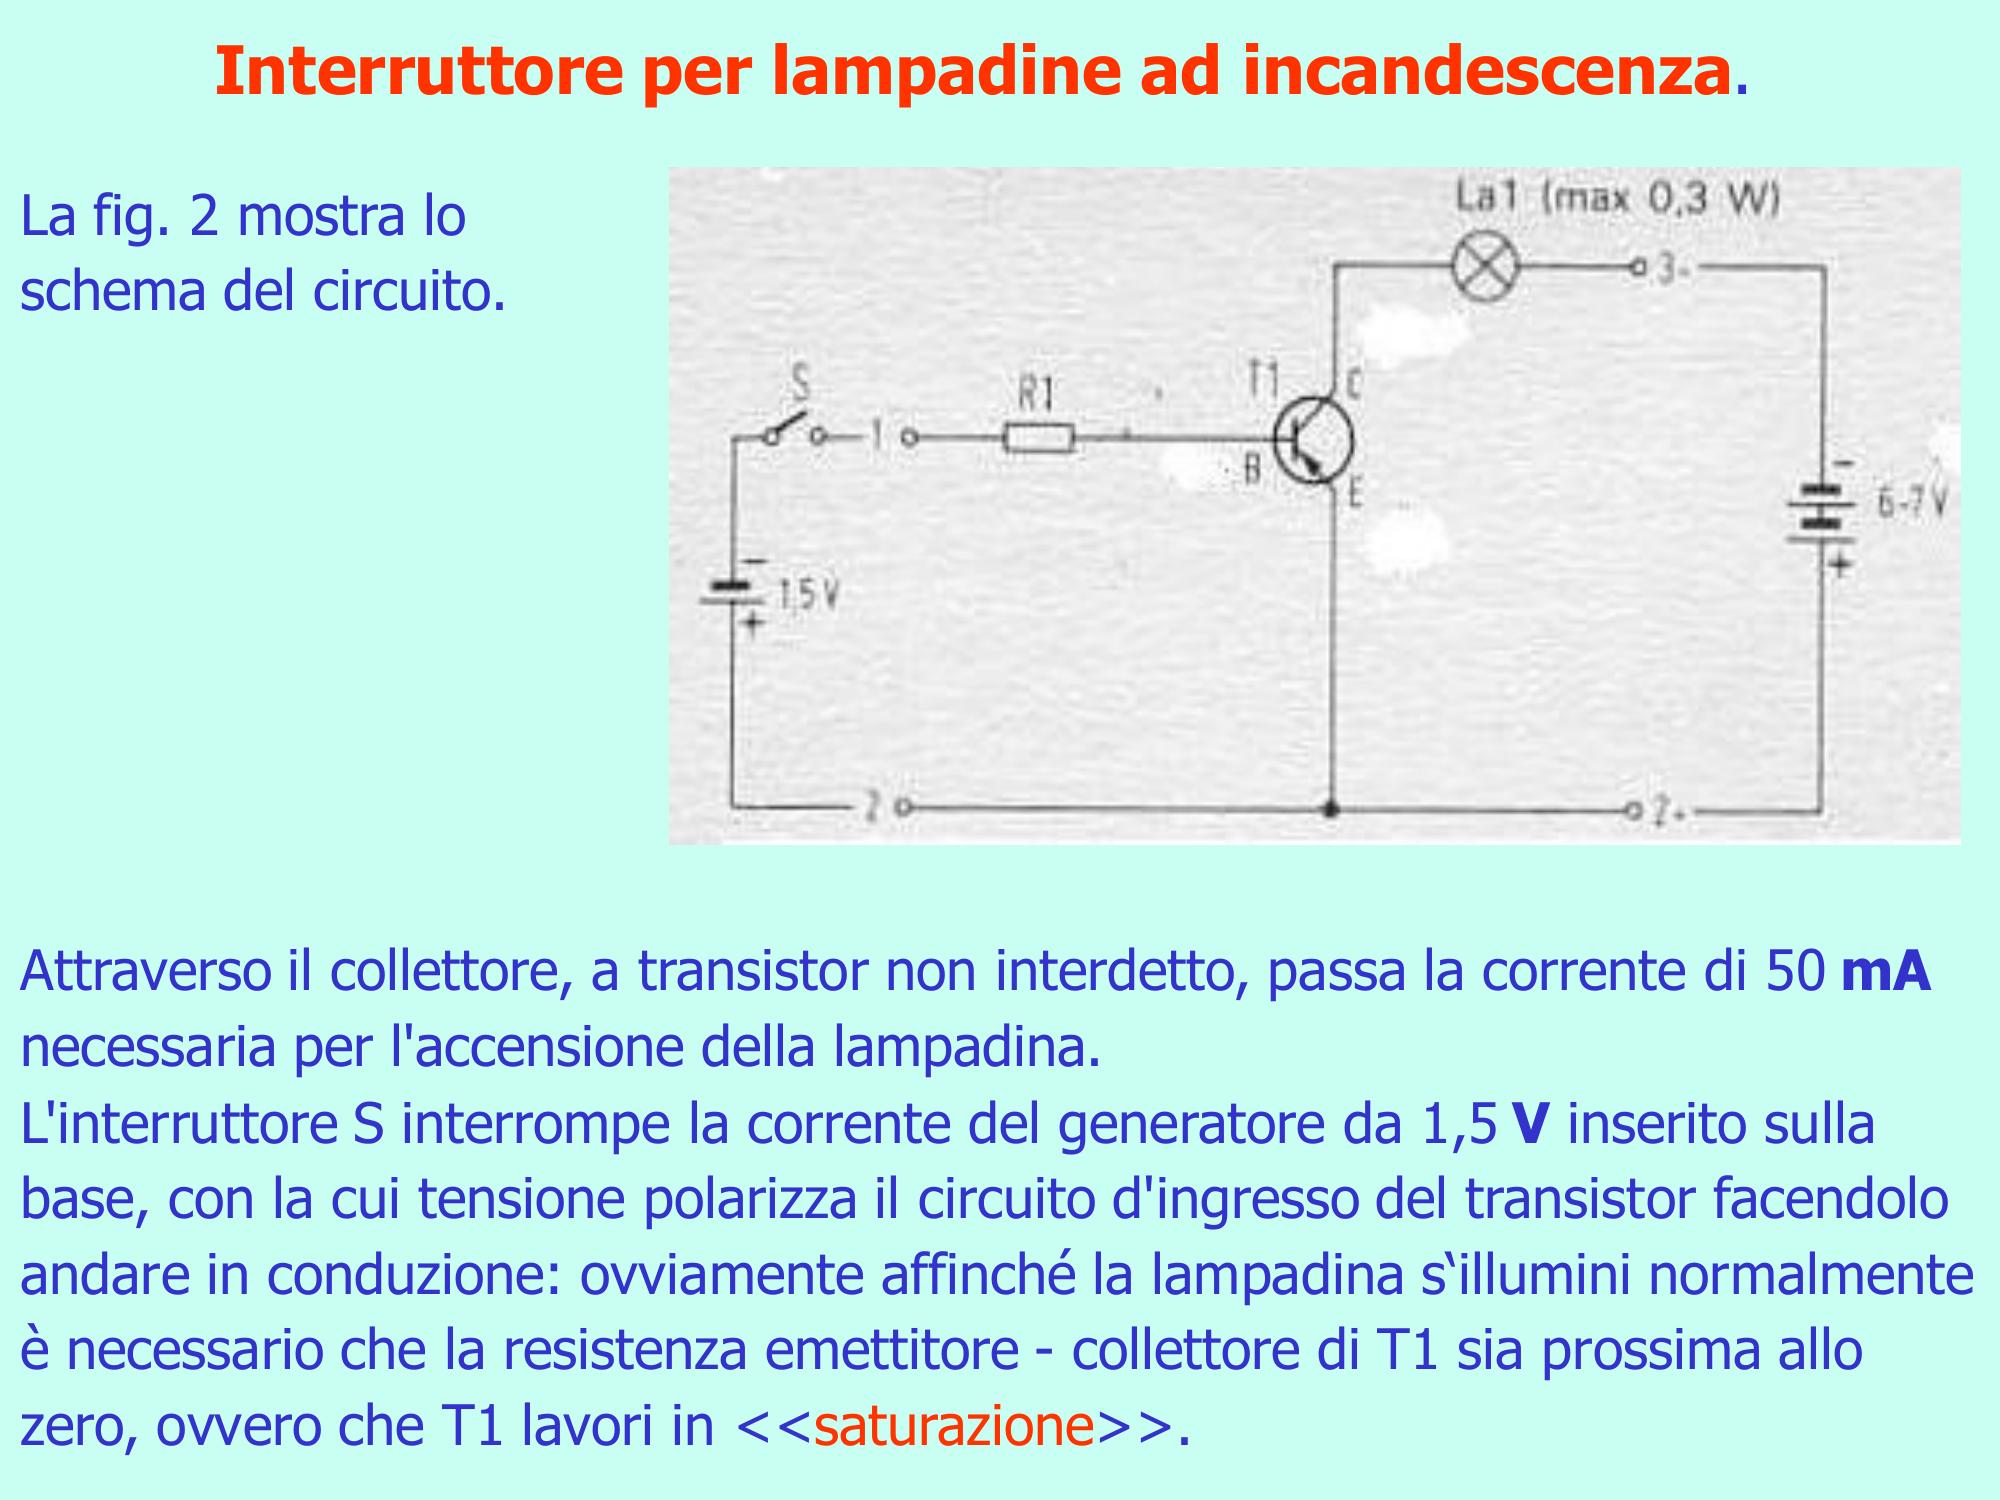 Interruttore per lampadine ad incandescenza.
La fig. 2 mostra lo
schema del circuito.
La1 (max 0,3 W)
3-
S
R1
T1
C
1
B
E
-
6-7V
+
-
1,5 V
+
2
2+
Attraverso il collettore, a transistor non interdetto, passa la corrente di 50 mA
necessaria per l'accensione della lampadina.
L'interruttore S interrompe la corrente del generatore da 1,5 V inserito sulla
base, con la cui tensione polarizza il circuito d'ingresso del transistor facendolo
andare in conduzione: ovviamente affinché la lampadina s‘illumini normalmente
è necessario che la resistenza emettitore - collettore di T1 sia prossima allo
zero, ovvero che T1 lavori in <<saturazione>>.